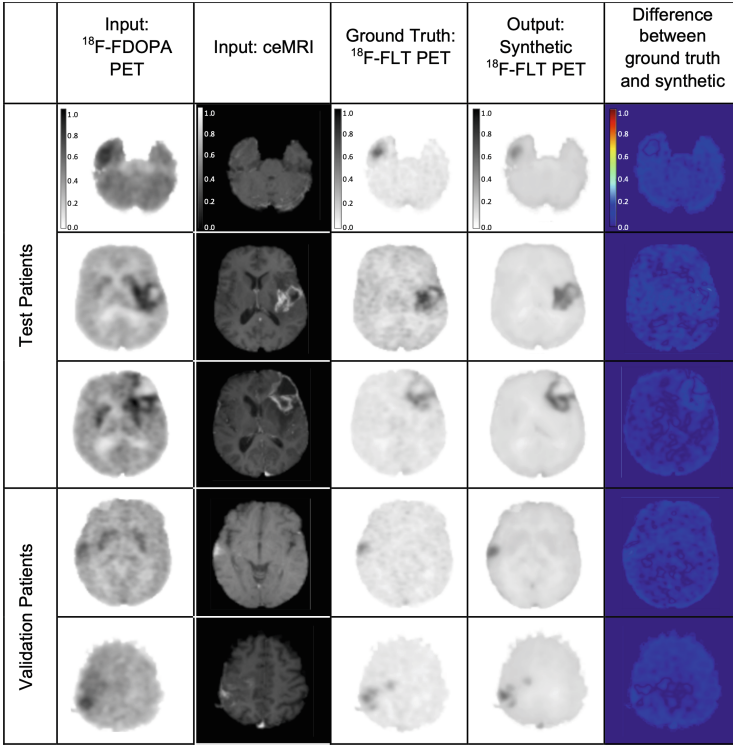 Input:
¹⁸F-FDOPA
PET
Input: ceMRI
Ground Truth:
¹⁸F-FLT PET
Output:
Synthetic
¹⁸F-FLT PET
Difference
between
ground truth
and synthetic
Test Patients
1.0
0.8
0.6
0.4
0.2
0.0
1.0
0.8
0.6
0.4
0.2
0.0
1.0
0.8
0.6
0.4
0.2
0.0
1.0
0.8
0.6
0.4
0.2
0.0
1.0
0.8
0.6
0.4
0.2
0.0
Validation Patients